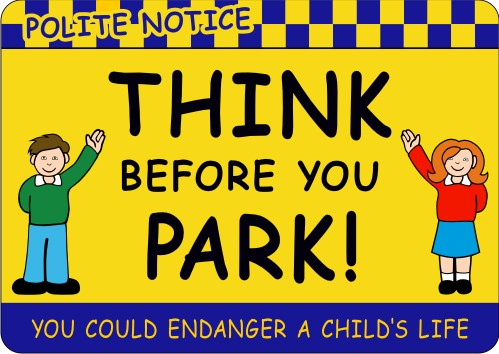 POLITE NOTICE
THINK
BEFORE YOU
PARK!
YOU COULD ENDANGER A CHILD'S LIFE